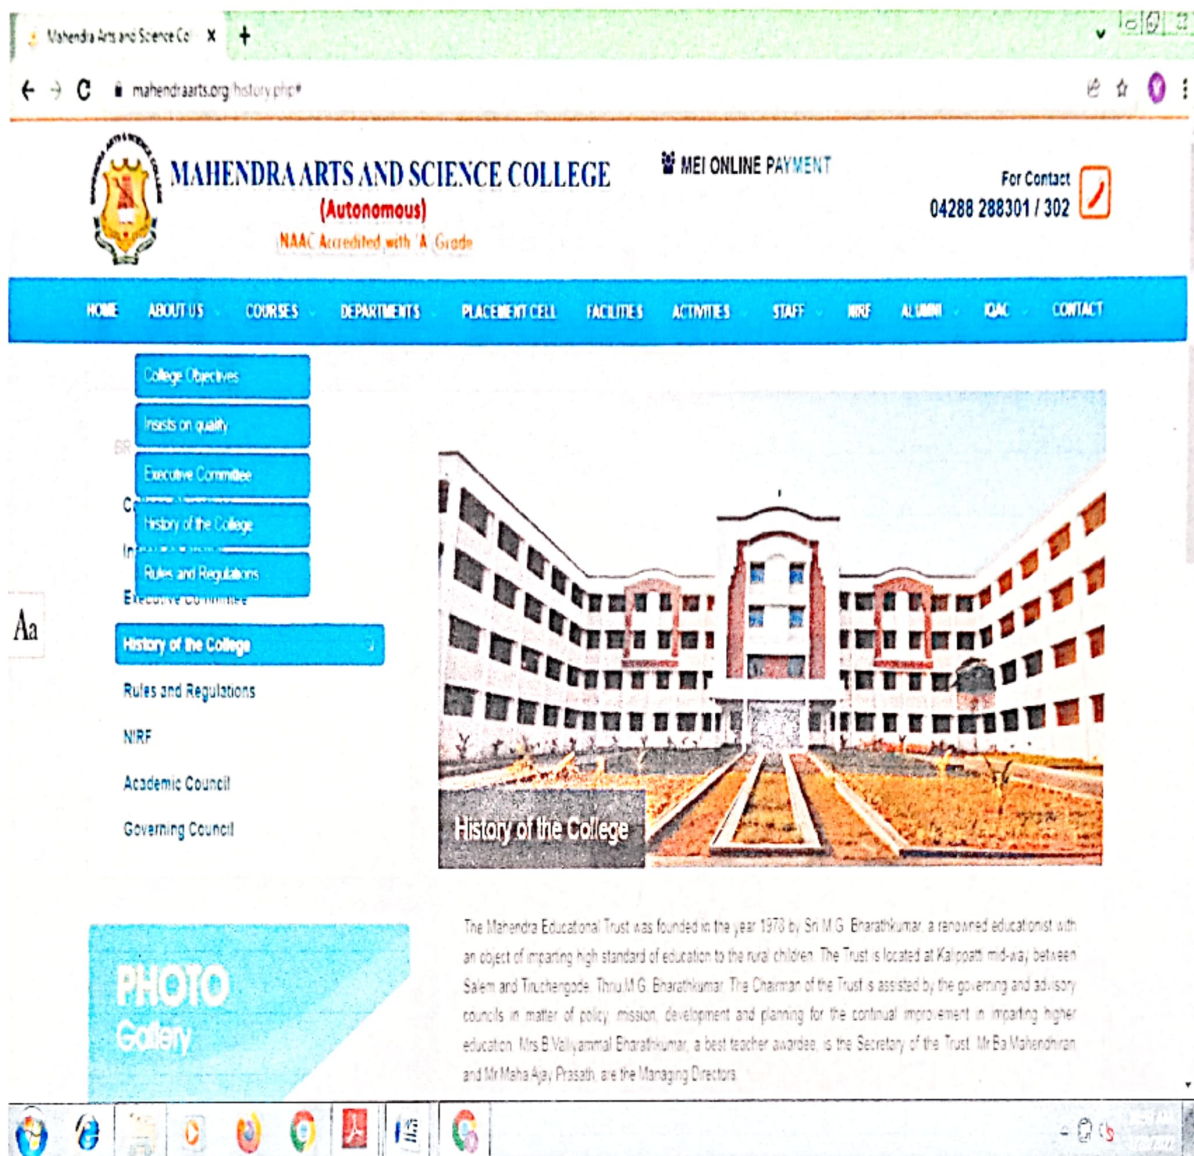 Mahendra Arts and Science Col
mahendraarts.org/history.php#
MAHENDRA ARTS AND SCIENCE COLLEGE
(Autonomous)
NAAC Accredited with 'A' Grade
MEI ONLINE PAYMENT
For Contact
04288 288301 / 302
HOME ABOUT US COURSES DEPARTMENTS PLACEMENT CELL FACILITIES ACTIVITIES STAFF NIRF ALUMNI IQAC CONTACT
College Objectives
Insists on quality
BR
Executive Committee
History of the College
Rules and Regulations
Executive Committee
Aa
History of the College
Rules and Regulations
NIRF
Academic Council
Governing Council
History of the College
PHOTO
Gallery
The Mahendra Educational Trust was founded in the year 1978 by Sri M.G. Bharathkumar, a renowned educationist with
an object of imparting high standard of education to the rural children. The Trust is located at Kalippatti mid-way between
Salem and Tiruchengode. Thiru.M.G. Bharathkumar, The Chairman of the Trust is assisted by the governing and advisory
councils in matter of policy, mission, development and planning for the continual improvement in imparting higher
education. Mrs.B.Valliyammal Bharathkumar, a best teacher awardee, is the Secretary of the Trust. Mr.Ba.Mahendhiran
and Mr.Maha Ajay Prasath, are the Managing Directors.